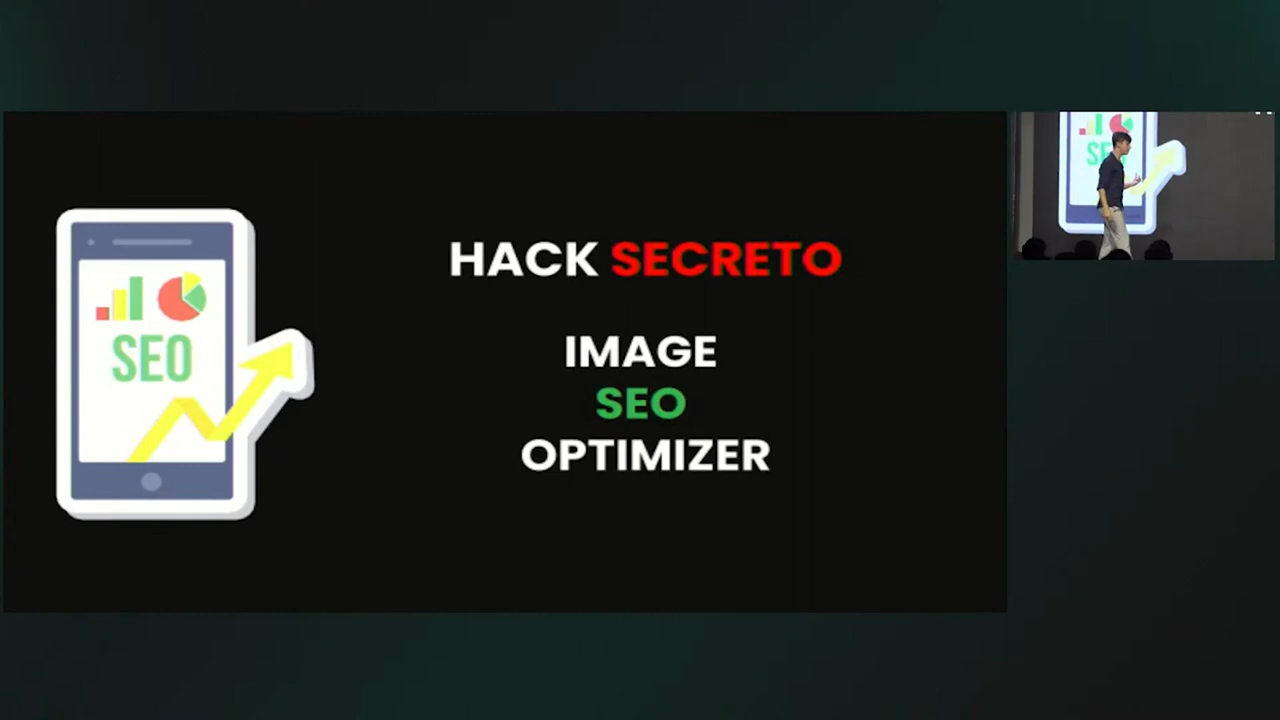 SEO
HACK SECRETO
IMAGE
SEO
OPTIMIZER